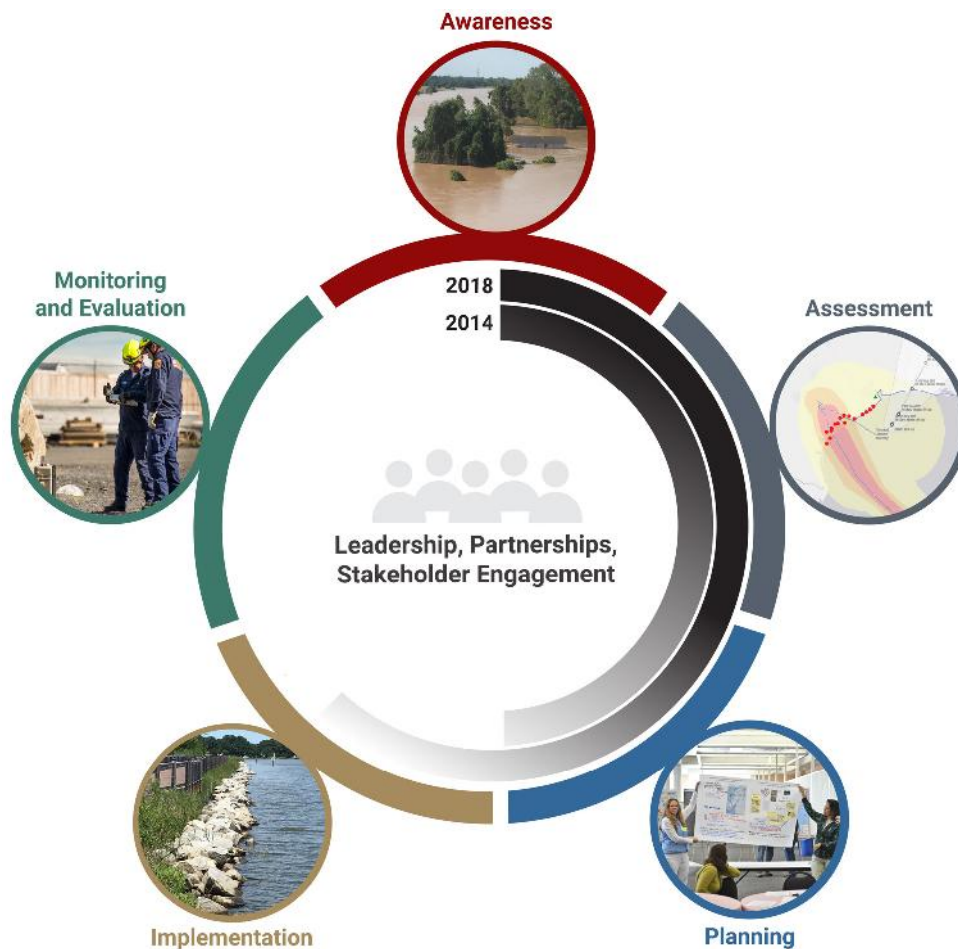 Awareness
2018
2014
Monitoring
and Evaluation
Assessment
Leadership, Partnerships,
Stakeholder Engagement
Implementation
Planning